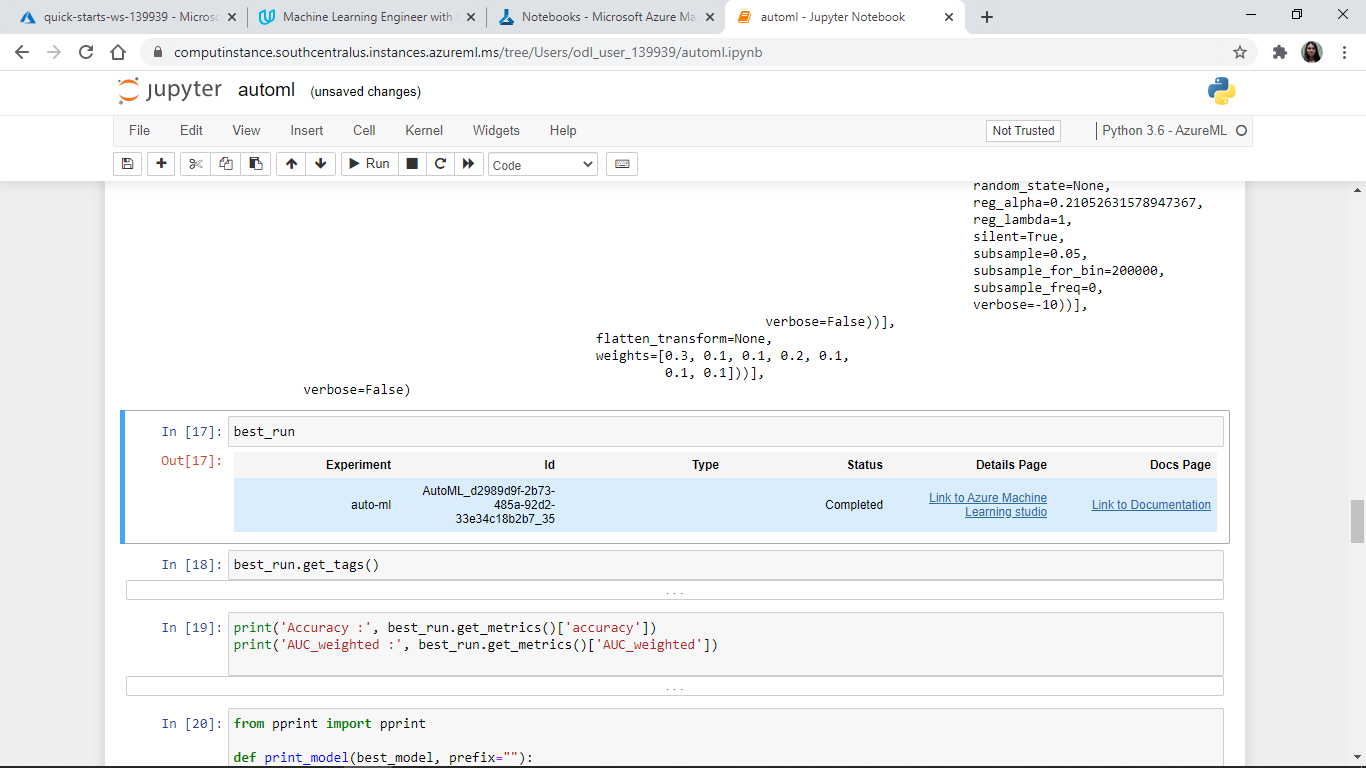 quick-starts-ws-139939 - Microso
Machine Learning Engineer with
Notebooks - Microsoft Azure Ma
automl - Jupyter Notebook
computinstance.southcentralus.instances.azureml.ms/tree/Users/odl_user_139939/automl.ipynb
jupyter automl (unsaved changes)
File Edit View Insert Cell Kernel Widgets Help Not Trusted Python 3.6 - AzureML
Run Code
random_state=None,
reg_alpha=0.21052631578947367,
reg_lambda=1,
silent=True,
subsample=0.05,
subsample_for_bin=200000,
subsample_freq=0,
verbose=-10))],
verbose=False))],
flatten_transform=None,
weights=[0.3, 0.1, 0.1, 0.2, 0.1,
0.1, 0.1]))],
verbose=False)
In [17]: best_run
Out[17]:
Experiment Id Type Status Details Page Docs Page
auto-ml
AutoML_d2989d9f-2b73-
485a-92d2-
33e34c18b2b7_35
Completed
Link to Azure Machine
Learning studio
Link to Documentation
In [18]: best_run.get_tags()
...
In [19]: print('Accuracy :', best_run.get_metrics()['accuracy'])
print('AUC_weighted :', best_run.get_metrics()['AUC_weighted'])
...
In [20]: from pprint import pprint
def print_model(best_model, prefix=""):